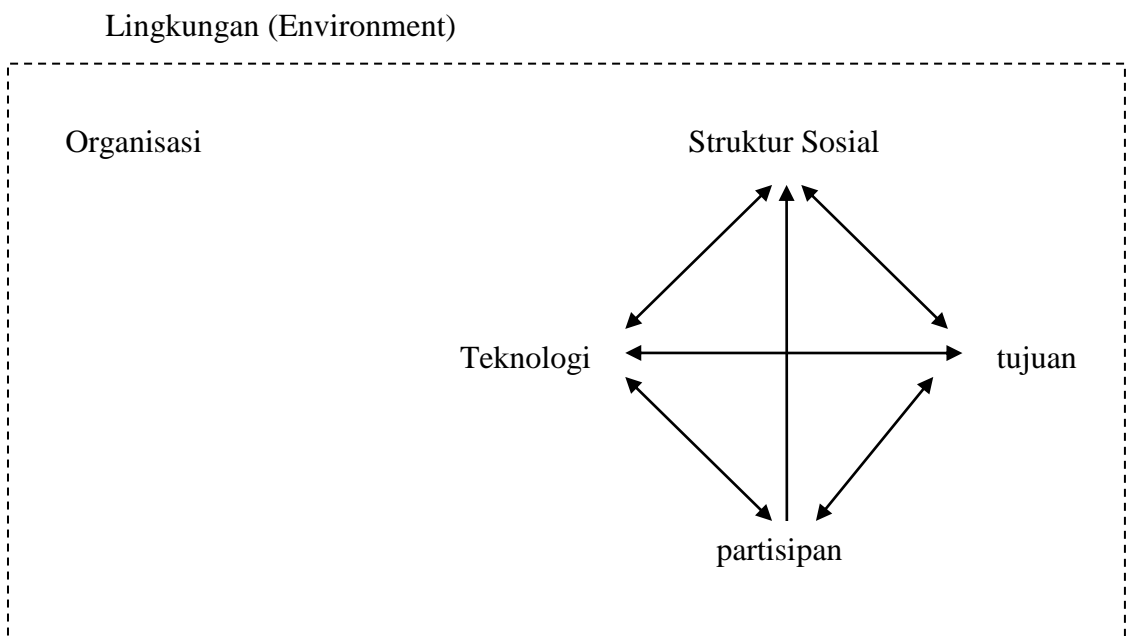 Lingkungan (Environment)
Organisasi
Struktur Sosial
Teknologi
tujuan
partisipan